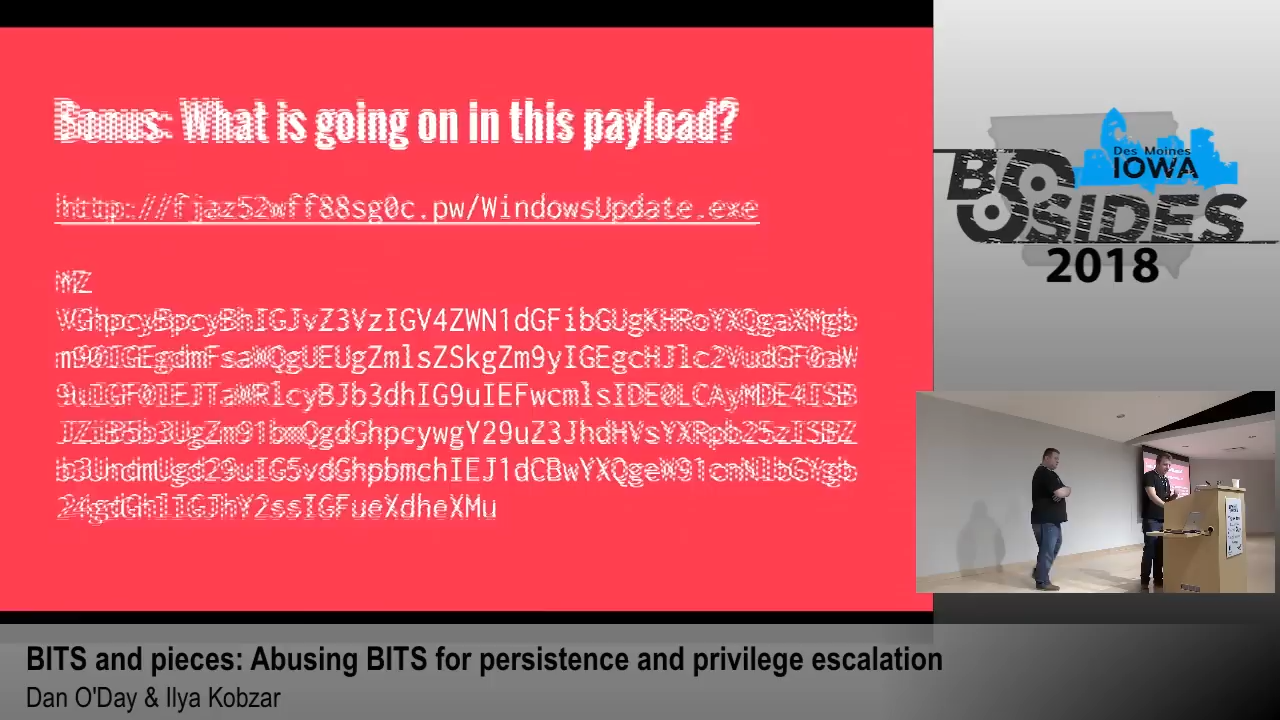 Bonus: What is going on in this payload?
http://fjaz52wff88sg0c.pw/WindowsUpdate.exe
MZ
VGhpcyBpcyBhIGJvZ3VzIGV4ZWN1dGFibGUgKHRoYXQgaXMgb
m90IGEgdmFsaWQgUEUgZmlsZSkgZm9yIGEgcHJlc2VudGF0aW
9uIGF0IEJTaWRlcyBJb3dhIG9uIEFwcmlsIDE0LCAyMDE4ISB
JZiB5b3UgZm91bmQgdGhpcywgY29uZ3JhdHVsYXRpb25zISBZ
b3UndmUgd29uIG5vdGhpbmchIEJ1dCBwYXQgeW91cnNlbGYgb
24gdGhlIGJhY2ssIGFueXdheXMu
Des Moines
IOWA
BSIDES
2018
BITS and pieces: Abusing BITS for persistence and privilege escalation
Dan O'Day & Ilya Kobzar